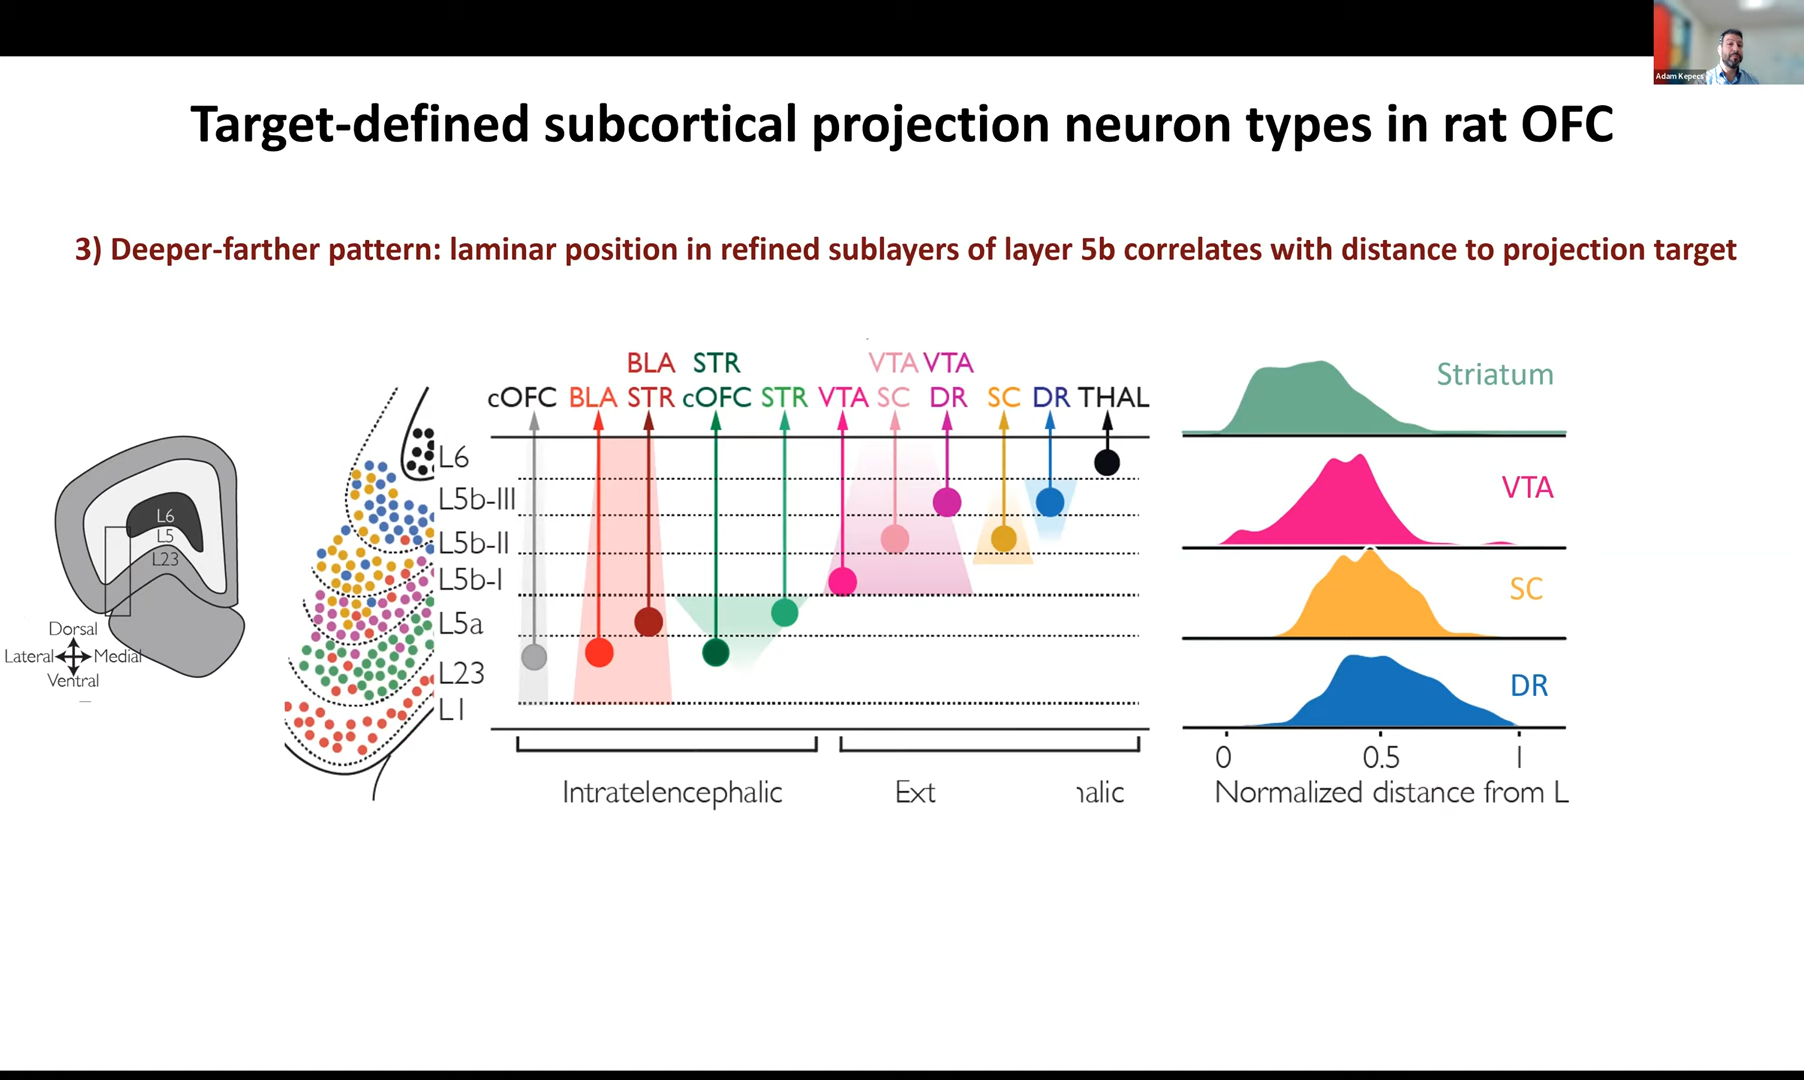 Adam Kepecs
Target-defined subcortical projection neuron types in rat OFC
3) Deeper-farther pattern: laminar position in refined sublayers of layer 5b correlates with distance to projection target
L6
L5
L23
Dorsal
Lateral Medial
Ventral
BLA STR VTA VTA
cOFC BLA STR cOFC STR VTA SC DR SC DR THAL
L6
L5b-III
L5b-II
L5b-I
L5a
L23
L1
Intratelencephalic Ext halic
Striatum
VTA
SC
DR
0 0.5 1
Normalized distance from L